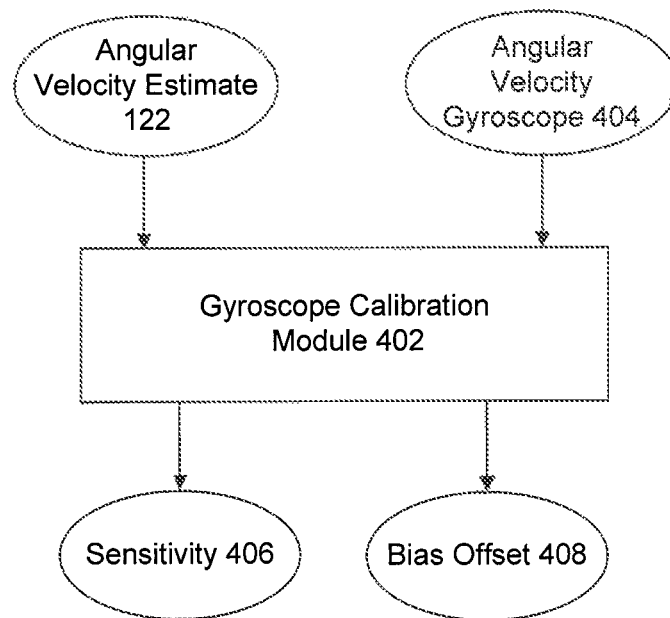 Angular
Velocity Estimate
122
Angular
Velocity
Gyroscope 404
Gyroscope Calibration
Module 402
Sensitivity 406
Bias Offset 408